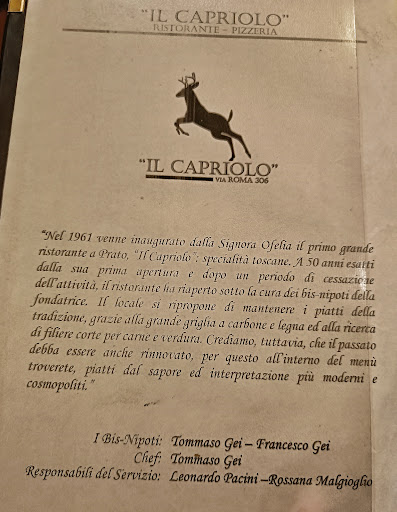 "IL CAPRIOLO"
RISTORANTE – PIZZERIA
"IL CAPRIOLO"
VIA ROMA 306
"Nel 1961 venne inaugurato dalla Signora Ofelia il primo grande
ristorante a Prato, "Il Capriolo": specialità toscane. A 50 anni esatti
dalla sua prima apertura e dopo un periodo di cessazione
dell'attività, il ristorante ha riaperto sotto la cura dei bis-nipoti della
fondatrice. Il locale si ripropone di mantenere i piatti della
tradizione, grazie alla grande griglia a carbone e legna ed alla ricerca
di filiere corte per carne e verdura. Crediamo, tuttavia, che il passato
debba essere anche rinnovato, per questo all'interno del menù
troverete, piatti dal sapore ed interpretazione più moderni e
cosmopoliti."
I Bis-Nipoti: Tommaso Gei – Francesco Gei
Chef: Tommaso Gei
Responsabili del Servizio: Leonardo Pacini –Rossana Malgioglio